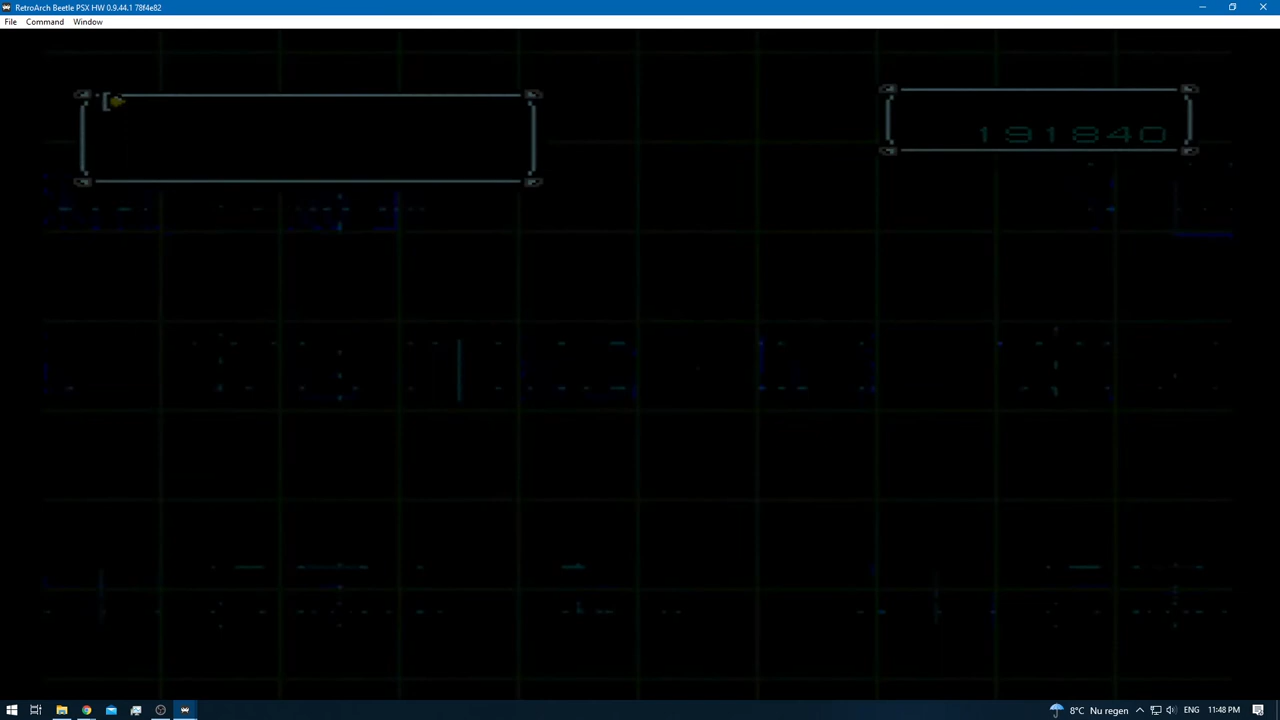 RetroArch Beetle PSX HW 0.9.44.1 78f4e82
File Command Window
[
191840
8°C Nu regen ENG 11:48 PM